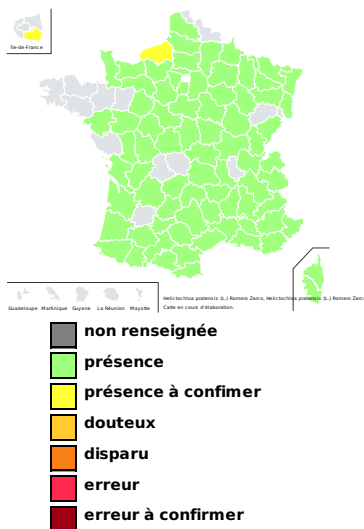 Île-de-France
Guadeloupe Martinique Guyane La Réunion Mayotte
Helictochloa pratensis (L.) Romero Zarco, Helictochloa pratensis (L.) Romero Zarco
Carte en cours d'élaboration.
non renseignée
présence
présence à confimer
douteux
disparu
erreur
erreur à confirmer